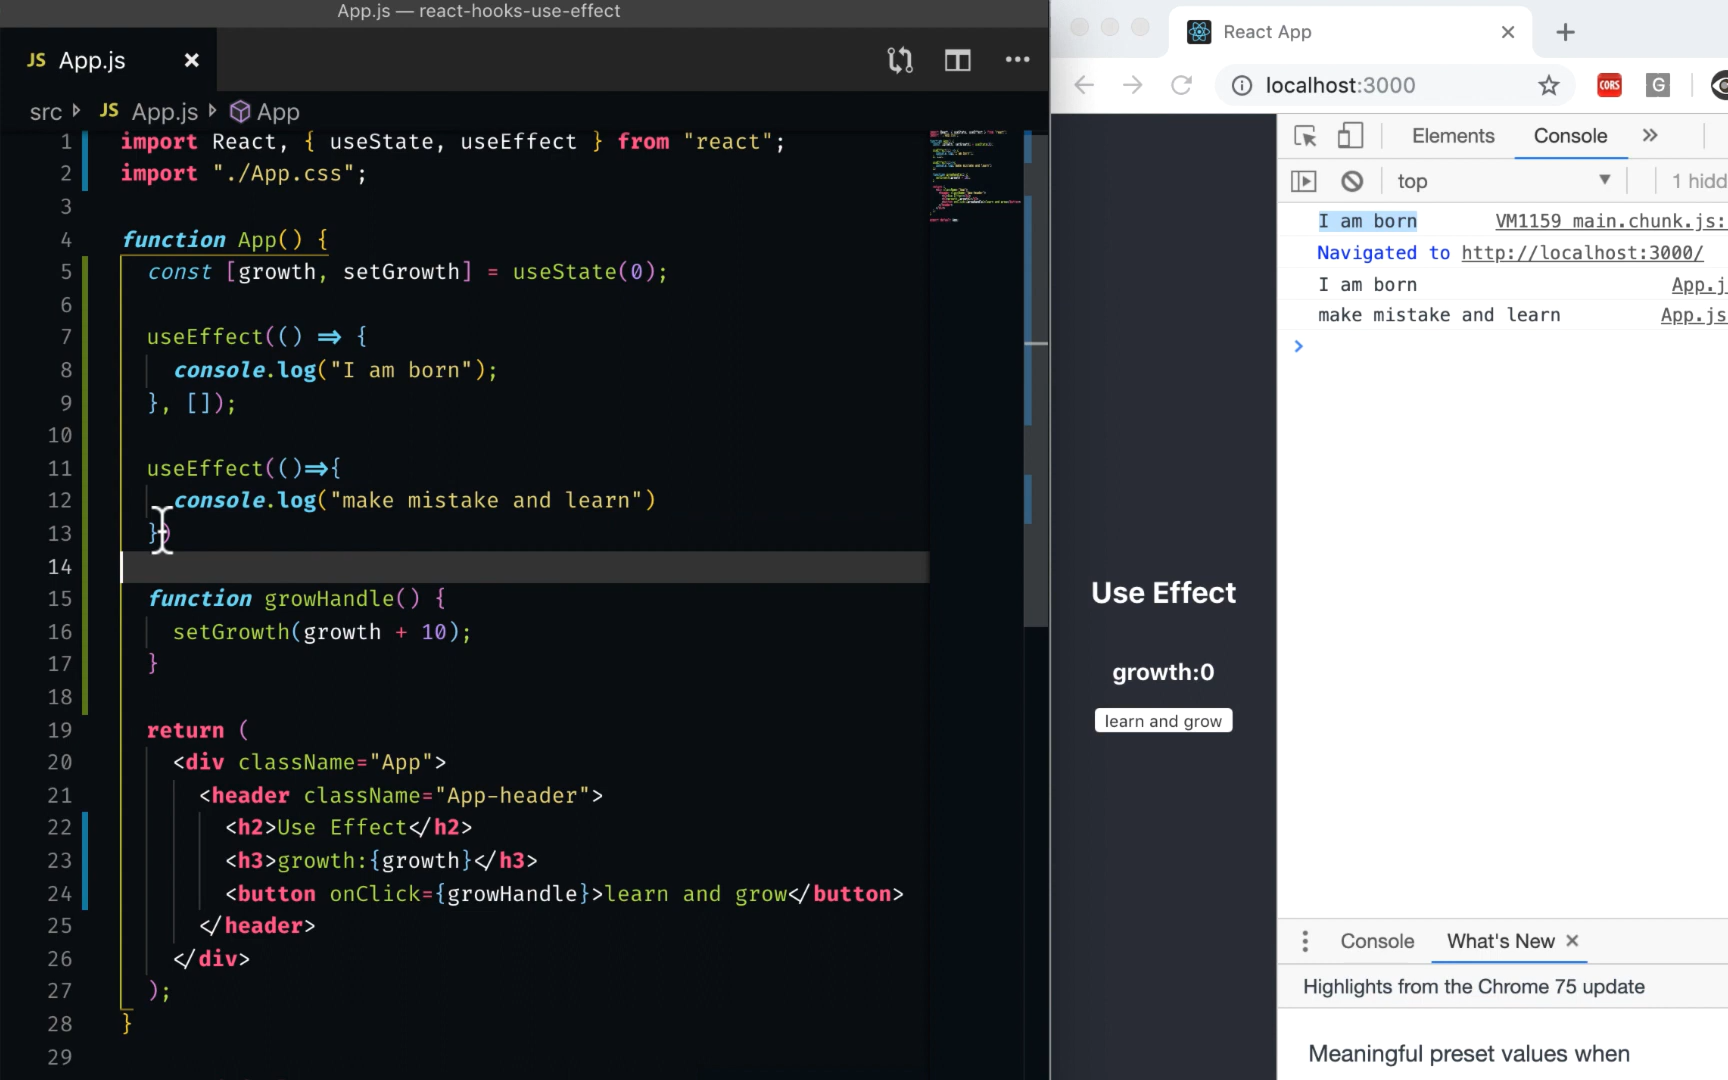 App.js — react-hooks-use-effect
JS App.js
src JS App.js App
1 import React, { useState, useEffect } from "react";
2 import "./App.css";
3
4 function App() {
5 const [growth, setGrowth] = useState(0);
6
7 useEffect(() => {
8 console.log("I am born");
9 }, []);
10
11 useEffect(()=>{
12 console.log("make mistake and learn")
13 })
14
15 function growHandle() {
16 setGrowth(growth + 10);
17 }
18
19 return (
20 <div className="App">
21 <header className="App-header">
22 <h2>Use Effect</h2>
23 <h3>growth:{growth}</h3>
24 <button onClick={growHandle}>learn and grow</button>
25 </header>
26 </div>
27 );
28 }
29
React App
localhost:3000
CORS G
Use Effect
growth:0
learn and grow
Elements Console
top 1 hidd
I am born VM1159 main.chunk.js:
Navigated to http://localhost:3000/
I am born App.j
make mistake and learn App.js
Console What's New
Highlights from the Chrome 75 update
Meaningful preset values when